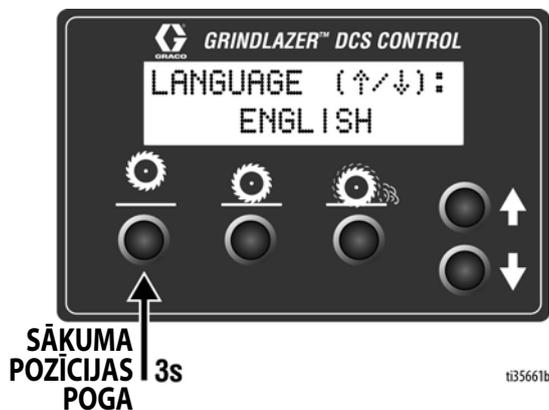 GRACO
GRINDLAZER™ DCS CONTROL
LANGUAGE (↑/↓):
ENGLISH
SĀKUMA
POZĪCIJAS
POGA
3s
ti35661b